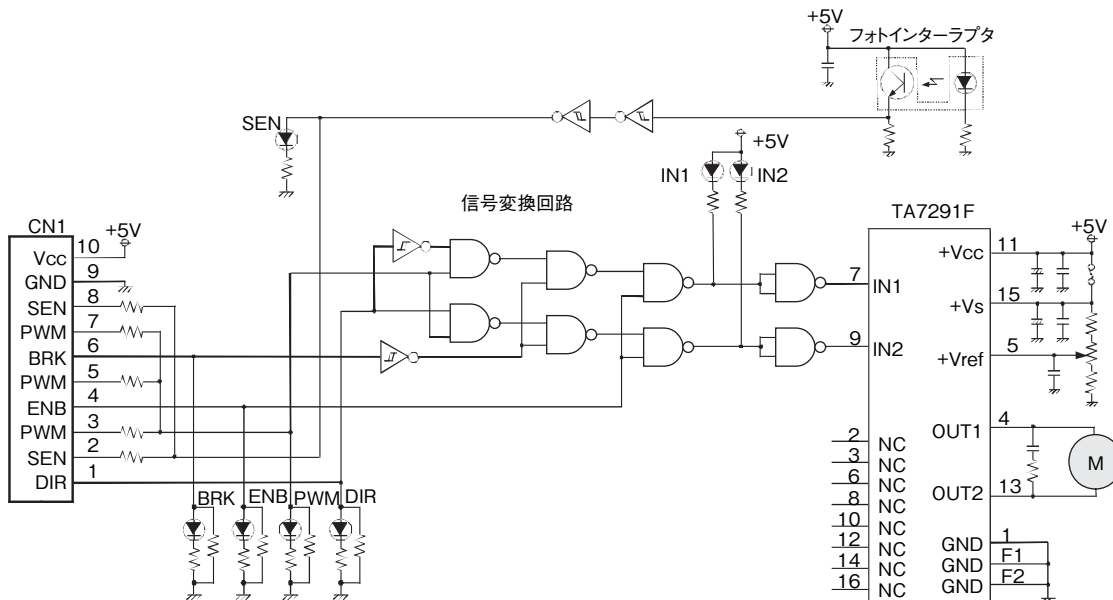 +5V
フォトインターラプタ
SEN
+5V
IN1
IN2
信号変換回路
CN1
+5V
Vcc 10
GND 9
SEN 8
PWM 7
BRK 6
PWM 5
ENB 4
PWM 3
SEN 2
DIR 1
BRK
ENB
PWM
DIR
TA7291F
7 IN1
9 IN2
+Vcc 11
+5V
+Vs 15
+Vref 5
OUT1 4
M
OUT2 13
2 NC
3 NC
6 NC
8 NC
10 NC
12 NC
14 NC
16 NC
GND 1
GND F1
GND F2